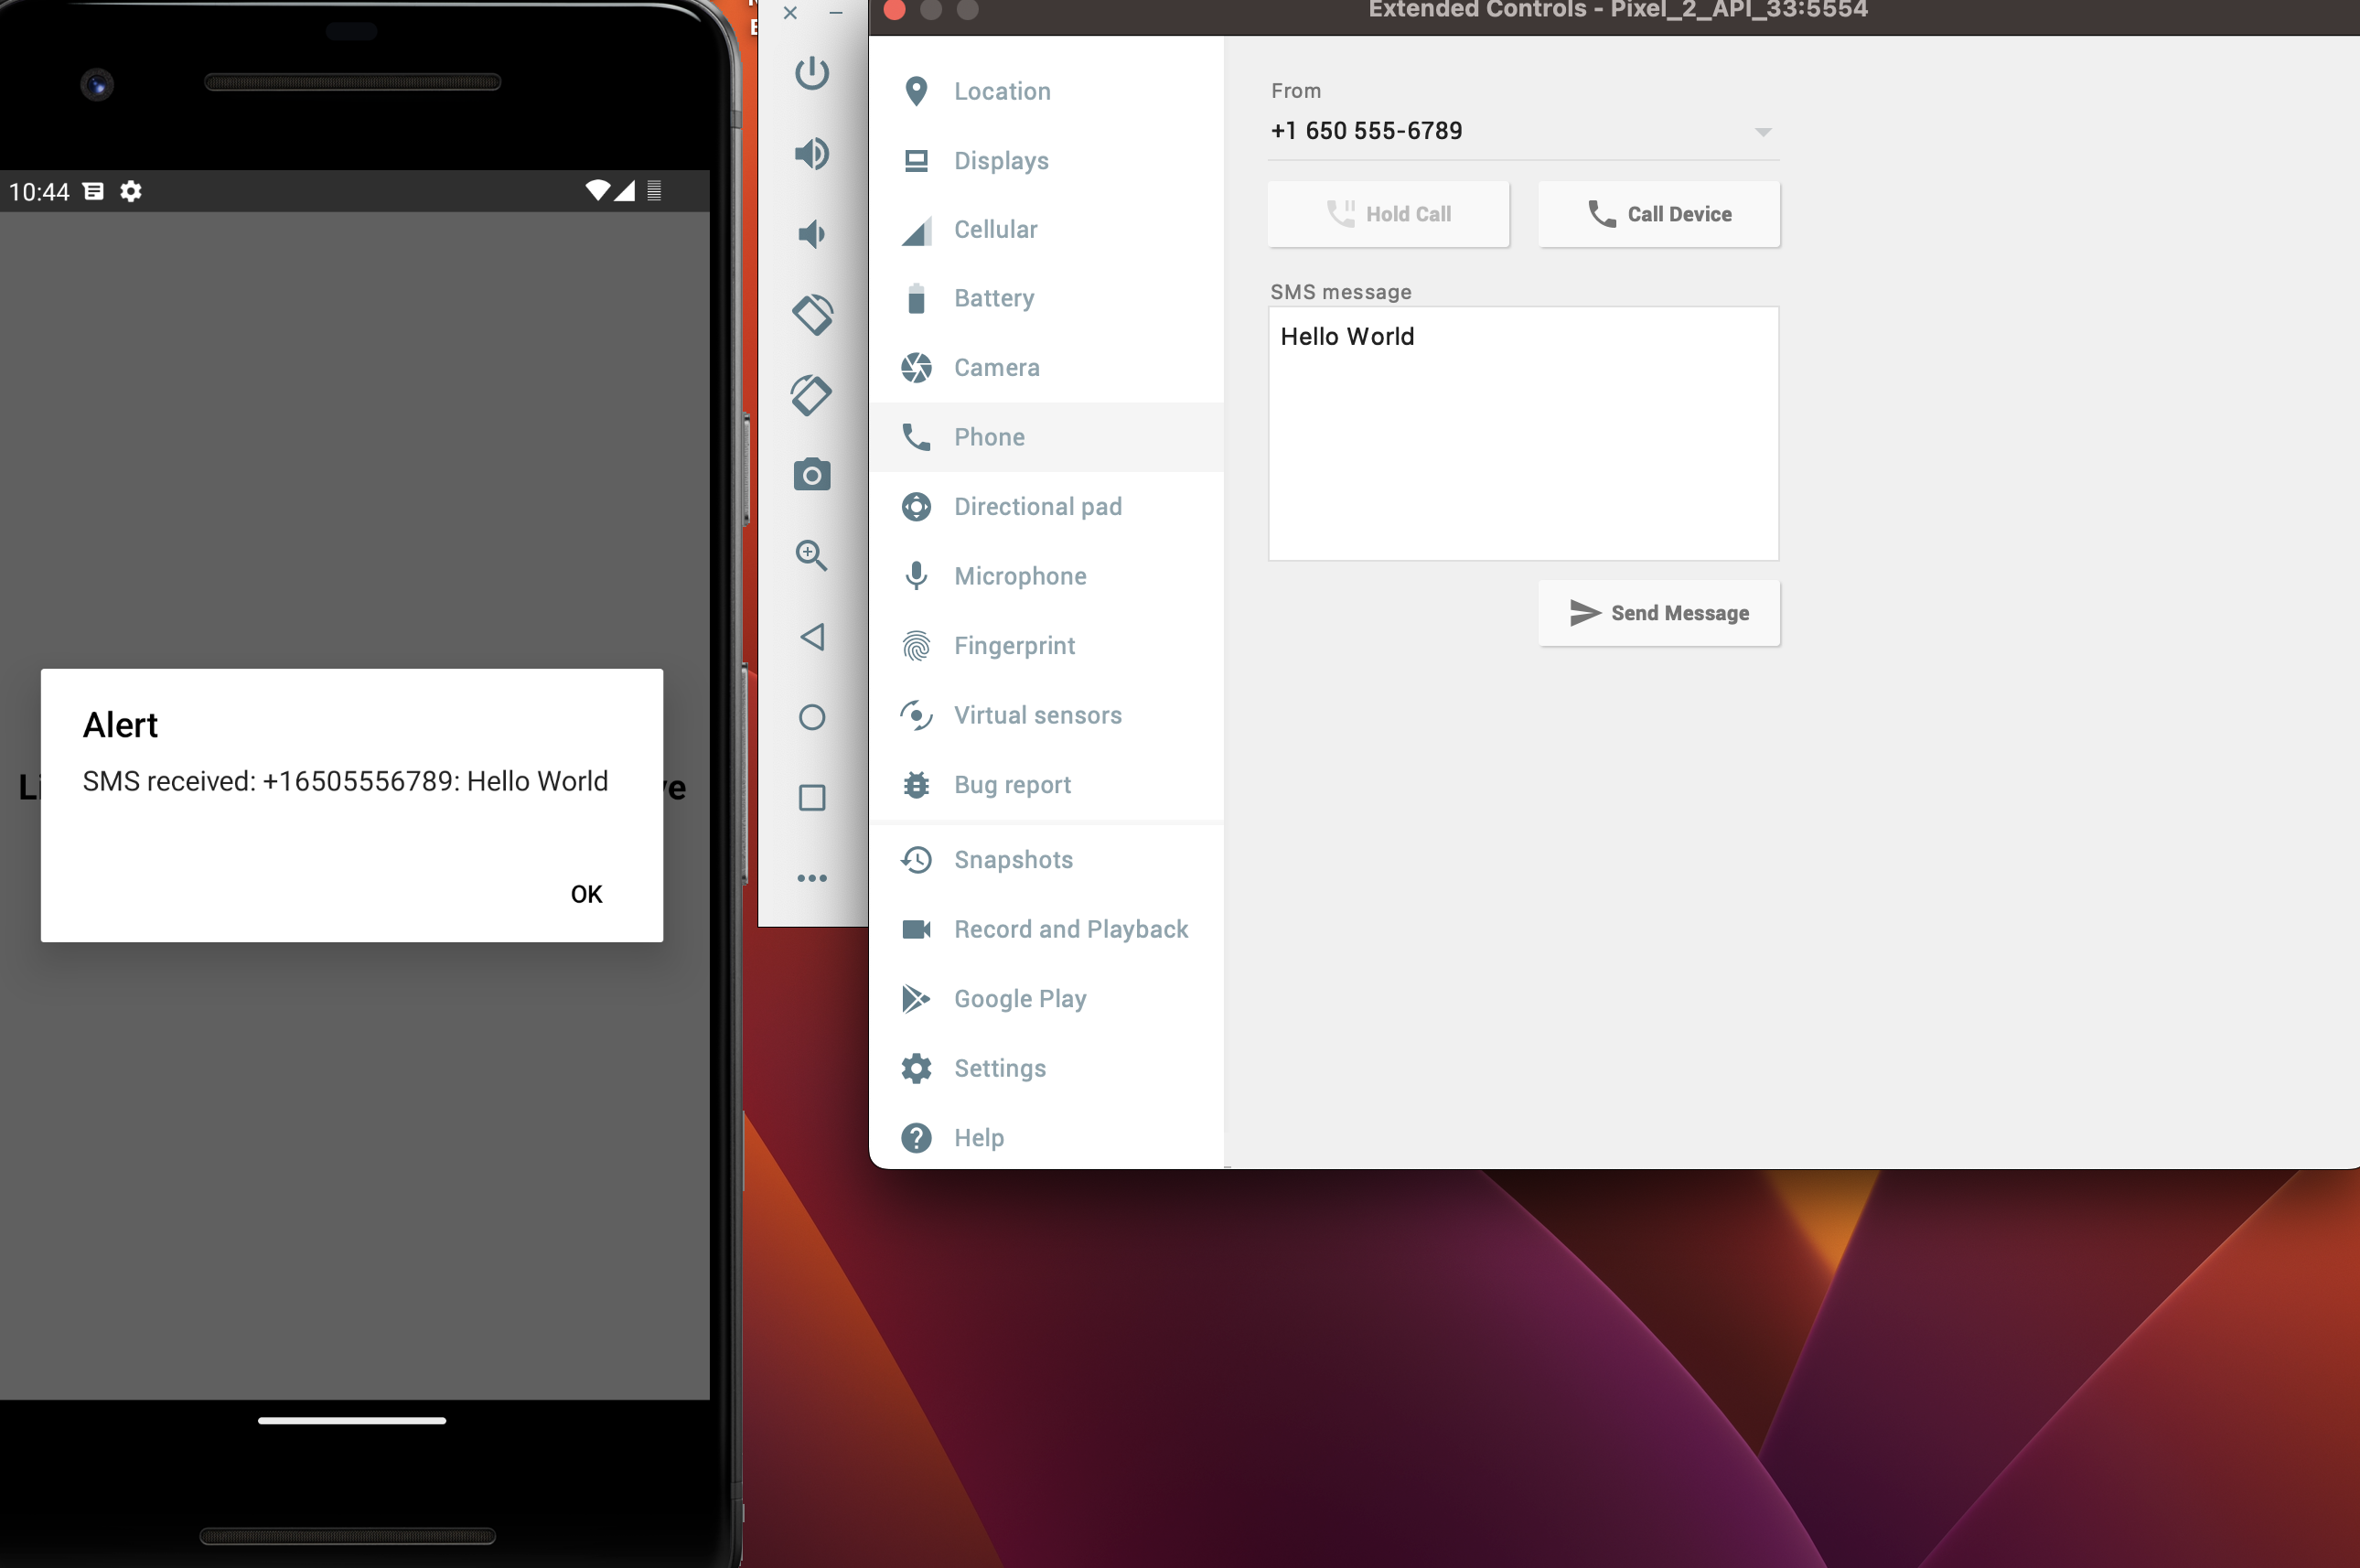 10:44
Alert
SMS received: +16505556789: Hello World
Li
ve
OK
Extended Controls - Pixel_2_API_33:5554
Location
Displays
Cellular
Battery
Camera
Phone
Directional pad
Microphone
Fingerprint
Virtual sensors
Bug report
Snapshots
Record and Playback
Google Play
Settings
Help
From
+1 650 555-6789
Hold Call
Call Device
SMS message
Hello World
Send Message